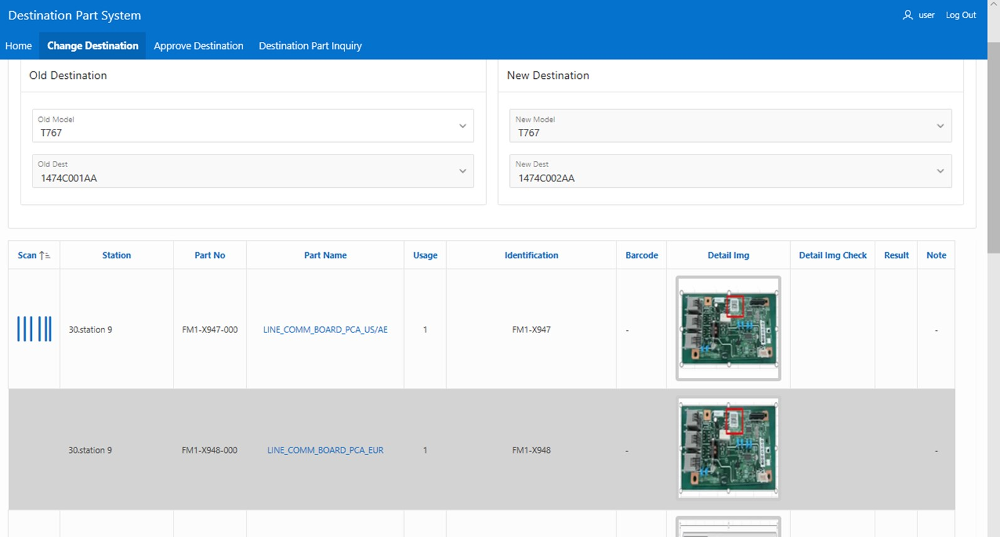 Destination Part System
user Log Out
Home Change Destination Approve Destination Destination Part Inquiry
Old Destination
New Destination
Old Model
T767
New Model
T767
Old Dest
1474C001AA
New Dest
1474C002AA
Scan Station Part No Part Name Usage Identification Barcode Detail Img Detail Img Check Result Note
30.station 9 FM1-X947-000 LINE_COMM_BOARD_PCA_US/AE 1 FM1-X947 - -
30.station 9 FM1-X948-000 LINE_COMM_BOARD_PCA_EUR 1 FM1-X948 - -